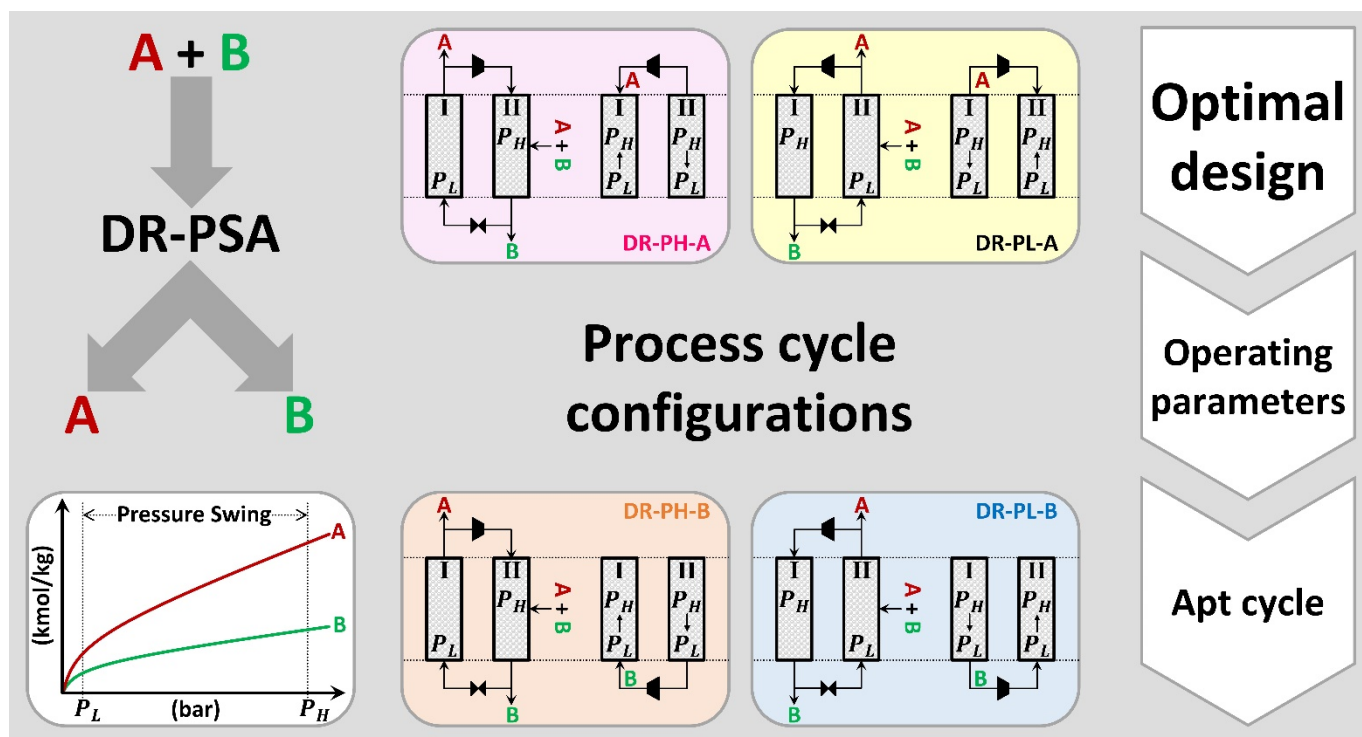 A + B
DR-PSA
A B
Pressure Swing
A
B
(kmol/kg)
P_L (bar) P_H
A
I II
P_H
P_L
A + B
B
A
I II
P_H P_H
P_L P_L
DR-PH-A
A
I II
P_H
P_L
A + B
B
A
I II
P_H P_H
P_L P_L
DR-PL-A
Process cycle
configurations
A
DR-PH-B
I II
P_H
P_L
A + B
B
I II
P_H P_H
P_L P_L
B
A
DR-PL-B
I II
P_H
P_L
A + B
B
I II
P_H P_H
P_L P_L
B
Optimal
design
Operating
parameters
Apt cycle